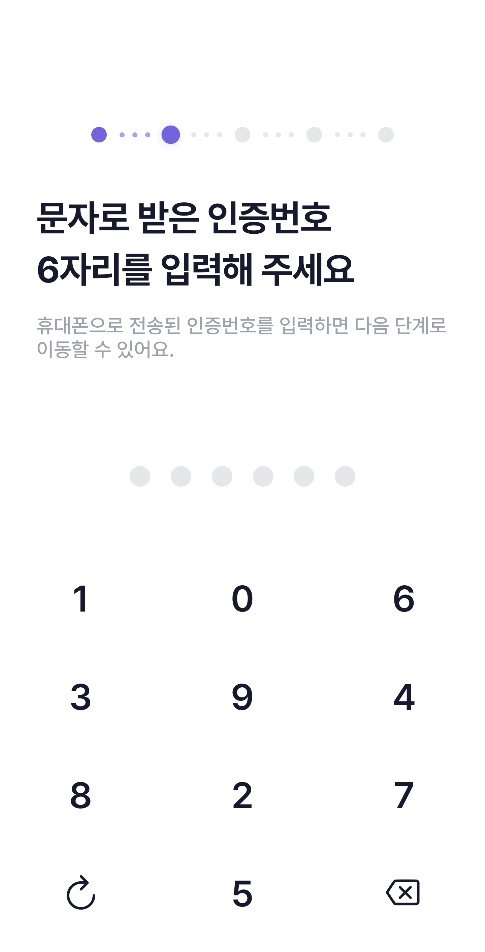 문자로 받은 인증번호
6자리를 입력해 주세요
휴대폰으로 전송된 인증번호를 입력하면 다음 단계로
이동할 수 있어요.
1 0 6
3 9 4
8 2 7
5